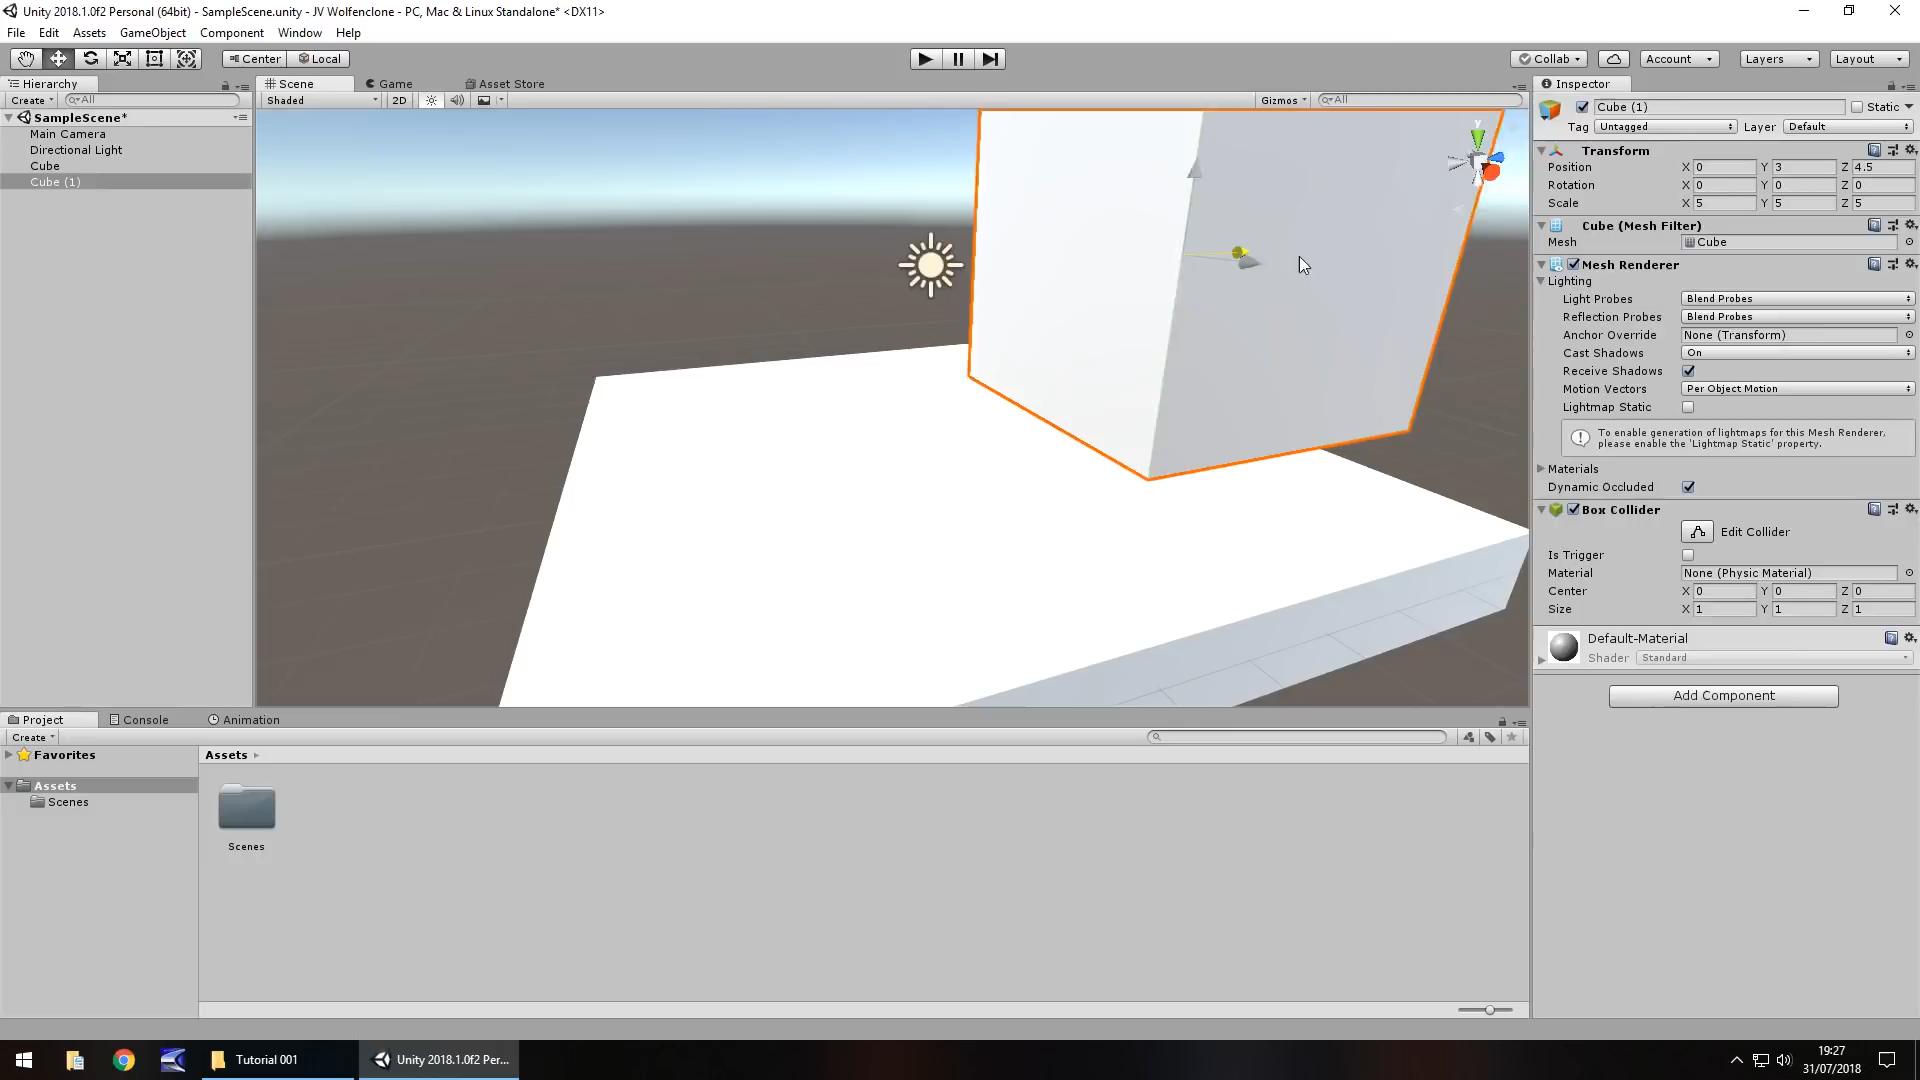 Unity 2018.1.0f2 Personal (64bit) - SampleScene.unity - JV Wolfenclone - PC, Mac & Linux Standalone* <DX11>
File Edit Assets GameObject Component Window Help
Center Local Collab Account Layers Layout
Hierarchy Scene Game Asset Store Inspector
Create All Shaded 2D Gizmos All
SampleScene*
Main Camera
Directional Light
Cube
Cube (1)
Y
Cube (1) Static
Tag Untagged Layer Default
Transform
Position X 0 Y 3 Z 4.5
Rotation X 0 Y 0 Z 0
Scale X 5 Y 5 Z 5
Cube (Mesh Filter)
Mesh Cube
Mesh Renderer
Lighting
Light Probes Blend Probes
Reflection Probes Blend Probes
Anchor Override None (Transform)
Cast Shadows On
Receive Shadows
Motion Vectors Per Object Motion
Lightmap Static
To enable generation of lightmaps for this Mesh Renderer,
please enable the 'Lightmap Static' property.
Materials
Dynamic Occluded
Box Collider
Edit Collider
Is Trigger
Material None (Physic Material)
Center X 0 Y 0 Z 0
Size X 1 Y 1 Z 1
Default-Material
Shader Standard
Add Component
Project Console Animation
Create
Favorites
Assets
Scenes
Assets
Scenes
Tutorial 001
Unity 2018.1.0f2 Per...
19:27
31/07/2018